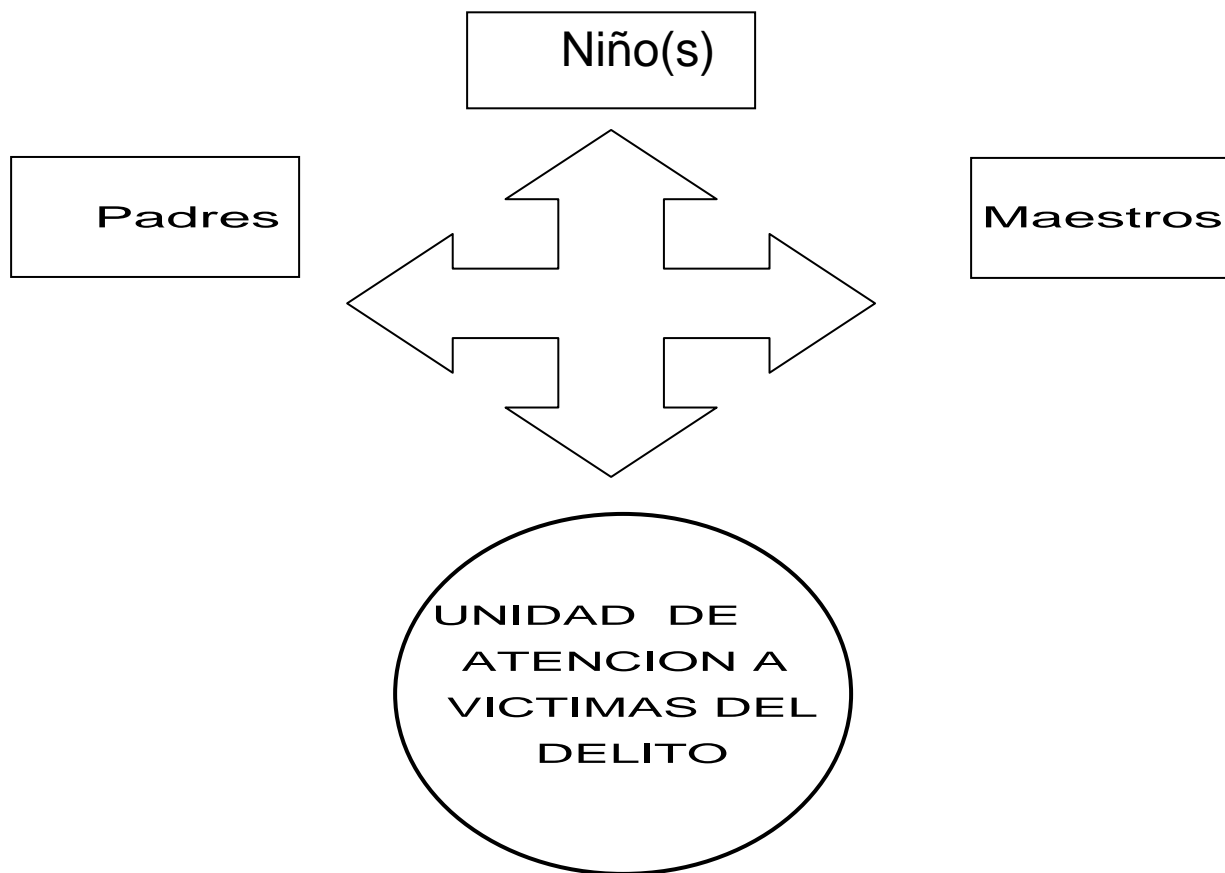 Niño(s)
Padres
Maestros
UNIDAD DE
ATENCION A
VICTIMAS DEL
DELITO